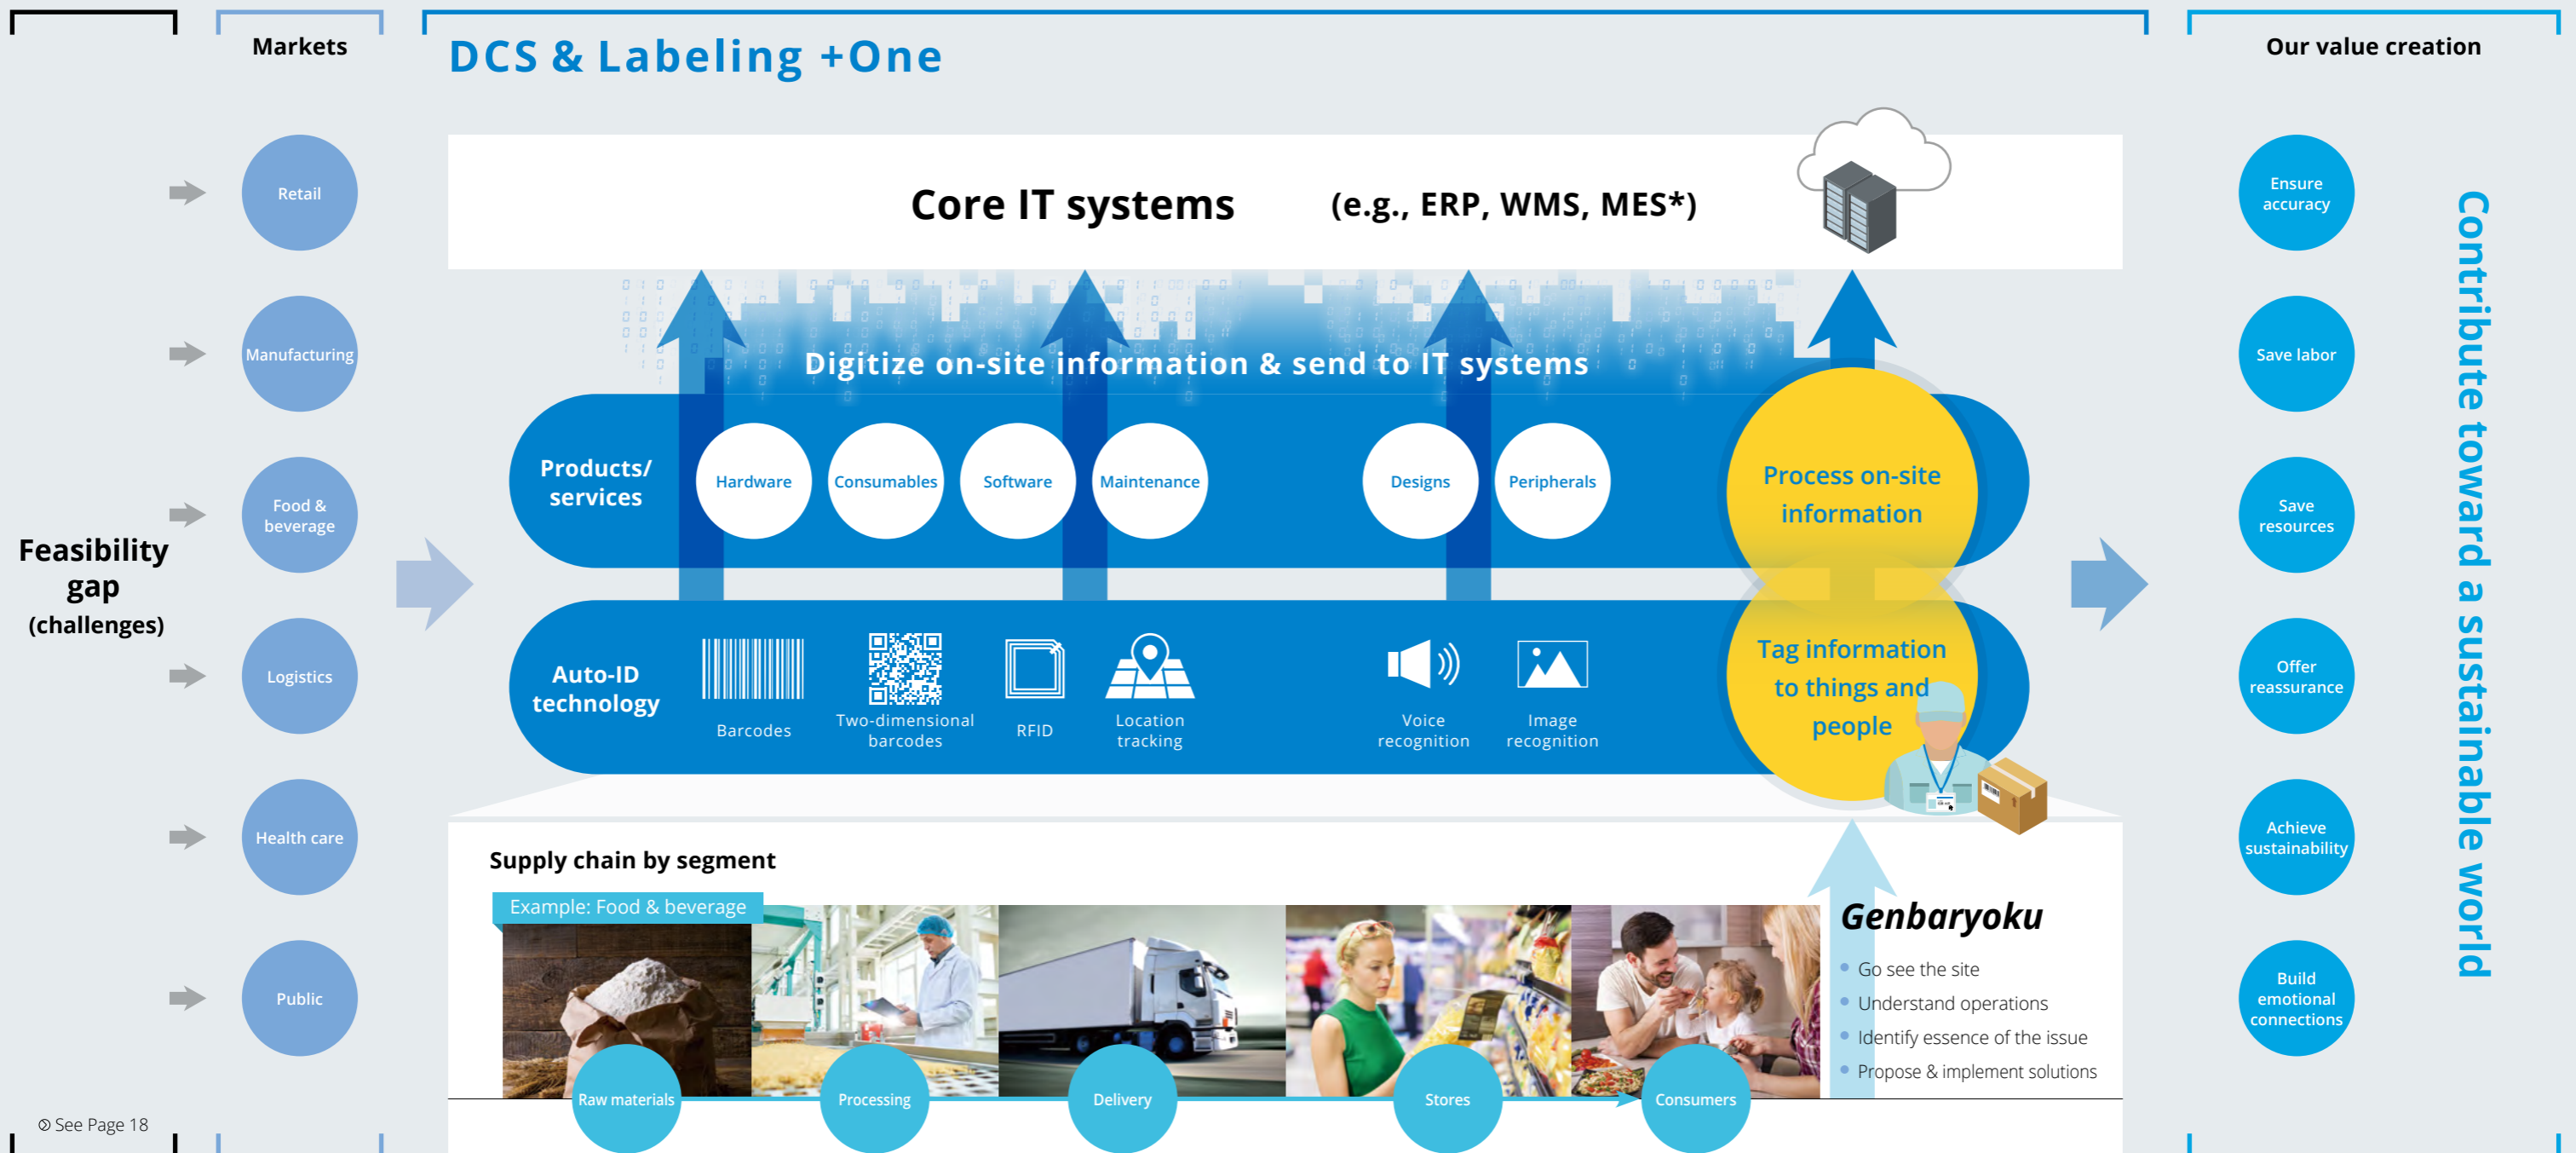 Feasibility
gap
(challenges)
See Page 18
Markets
Retail
Manufacturing
Food &
beverage
Logistics
Health care
Public
DCS & Labeling +One
Core IT systems (e.g., ERP, WMS, MES*)
Digitize on-site information & send to IT systems
Products/
services
Hardware
Consumables
Software
Maintenance
Designs
Peripherals
Process on-site
information
Auto-ID
technology
Barcodes
Two-dimensional
barcodes
RFID
Location
tracking
Voice
recognition
Image
recognition
Tag information
to things and
people
Supply chain by segment
Example: Food & beverage
Raw materials
Processing
Delivery
Stores
Consumers
Genbaryoku
• Go see the site
• Understand operations
• Identify essence of the issue
• Propose & implement solutions
Our value creation
Ensure
accuracy
Save labor
Save
resources
Offer
reassurance
Achieve
sustainability
Build
emotional
connections
Contribute toward a sustainable world